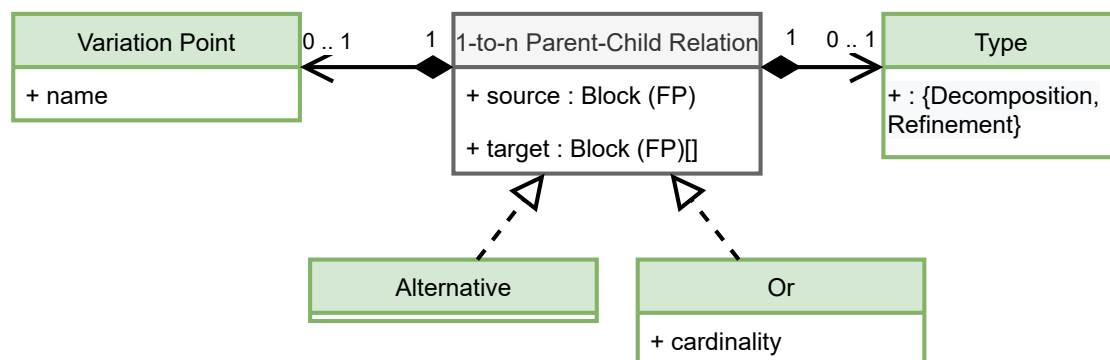 Variation Point
+ name
0 .. 1
1
1-to-n Parent-Child Relation
+ source : Block (FP)
+ target : Block (FP)[]
1
0 .. 1
Type
+ : {Decomposition,
Refinement}
Alternative
Or
+ cardinality